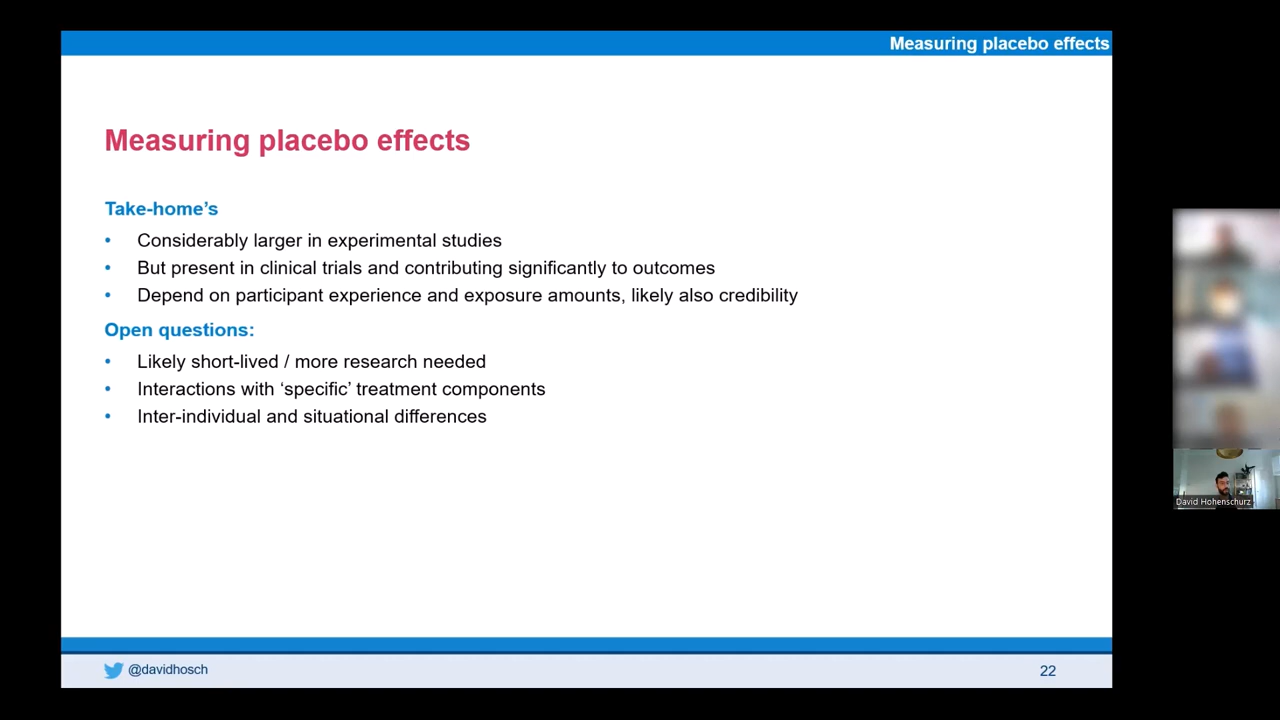 Measuring placebo effects
Measuring placebo effects
Take-home's
• Considerably larger in experimental studies
• But present in clinical trials and contributing significantly to outcomes
• Depend on participant experience and exposure amounts, likely also credibility
Open questions:
• Likely short-lived / more research needed
• Interactions with ‘specific’ treatment components
• Inter-individual and situational differences
David Hohenschurz
@davidhosch
22